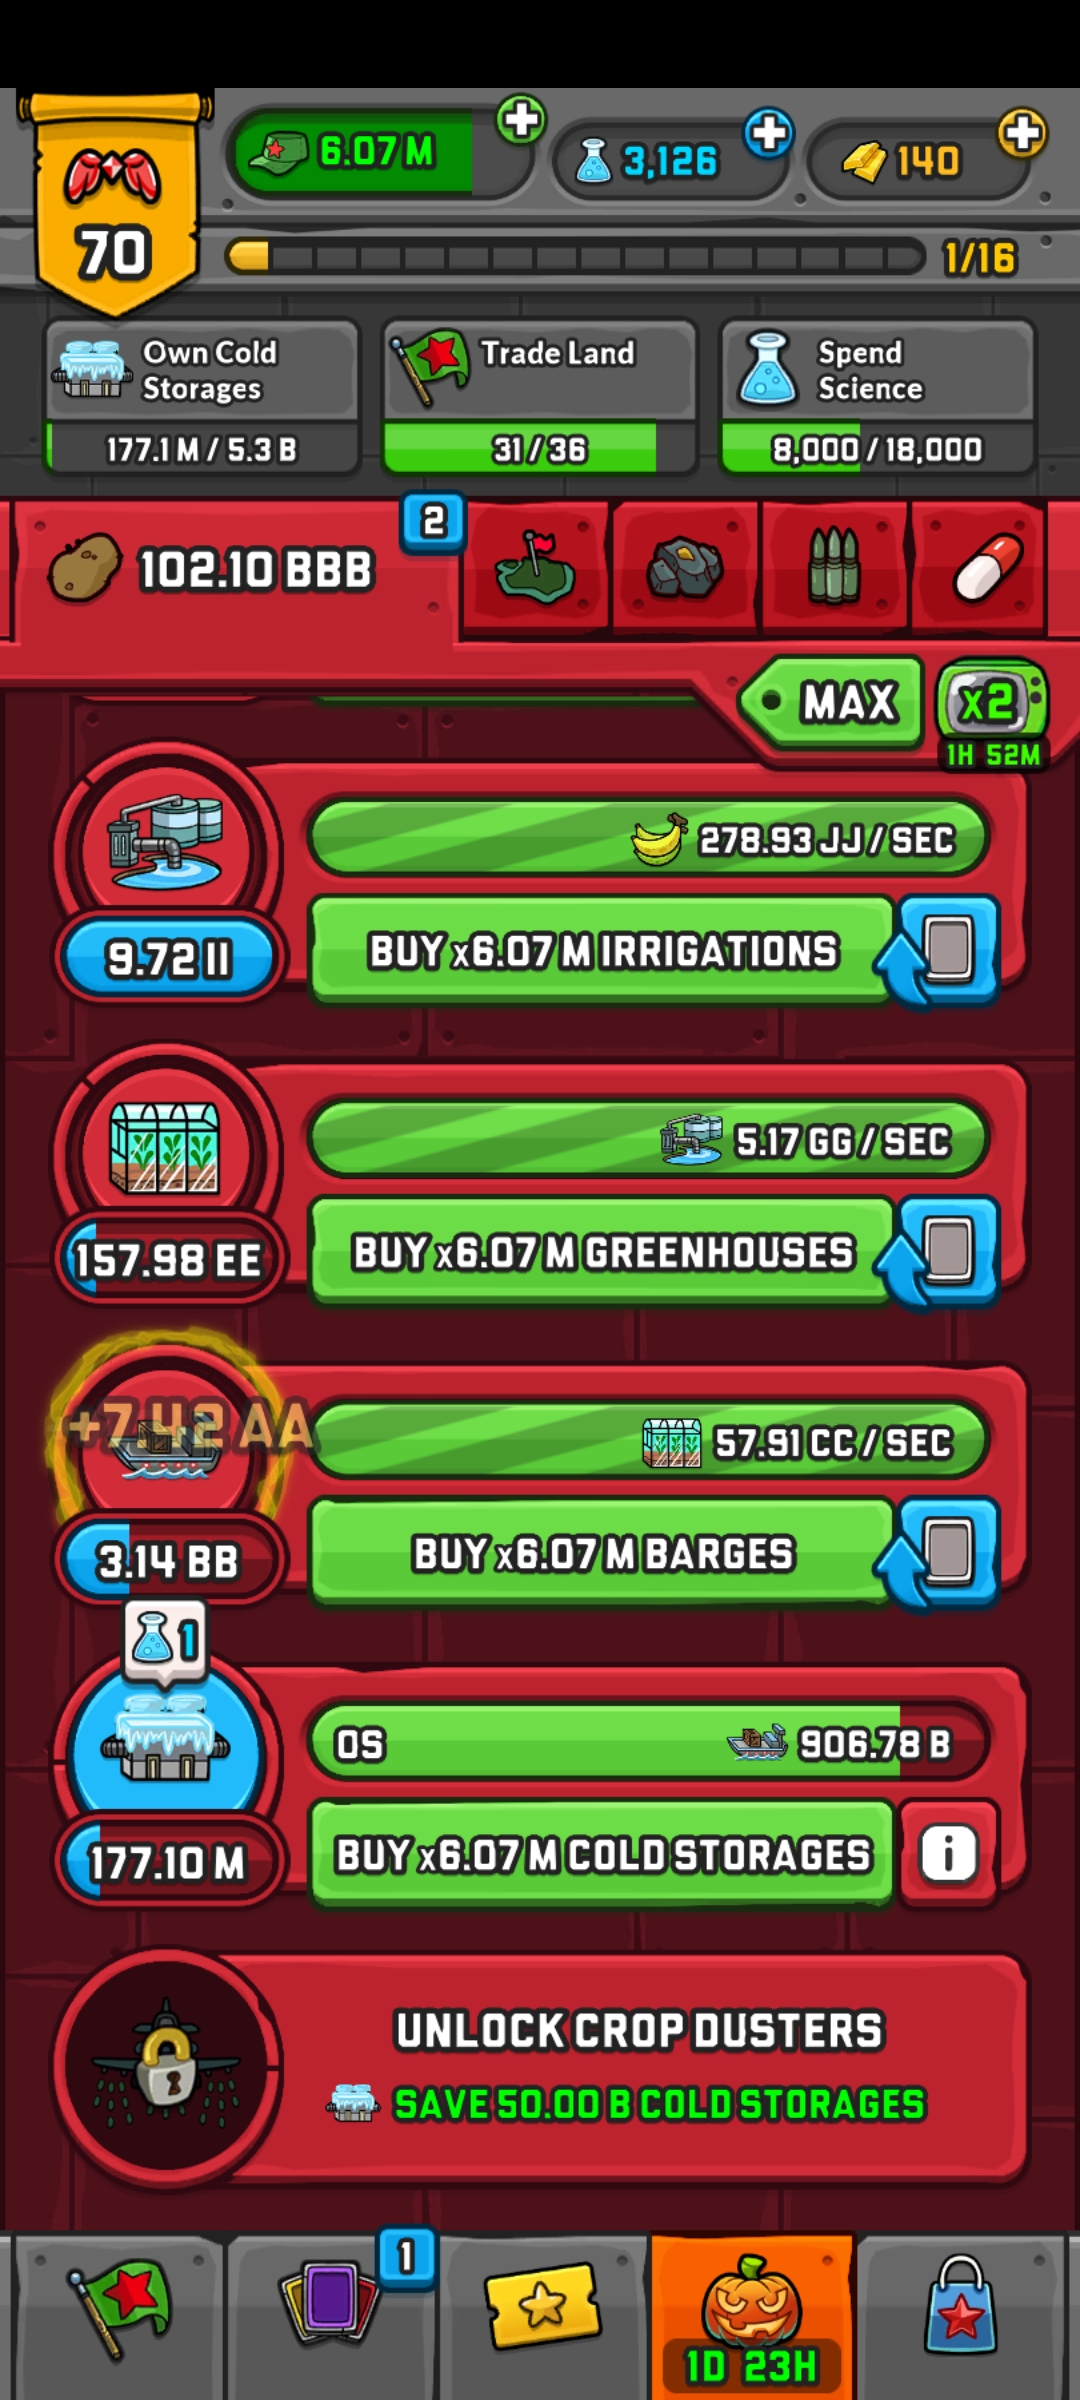 6.07 M
3,126
140
70
1/16
Own Cold
Storages
177.1 M / 5.3 B
Trade Land
31 / 36
Spend
Science
8,000 / 18,000
102.10 BBB
2
MAX
x2
1H 52M
278.93 JJ / SEC
9.72 II
BUY x6.07 M IRRIGATIONS
5.17 GG / SEC
157.98 EE
BUY x6.07 M GREENHOUSES
+7.42 AA
57.91 CC / SEC
3.14 BB
BUY x6.07 M BARGES
1
0S
906.78 B
177.10 M
BUY x6.07 M COLD STORAGES
i
UNLOCK CROP DUSTERS
SAVE 50.00 B COLD STORAGES
1
1D 23H